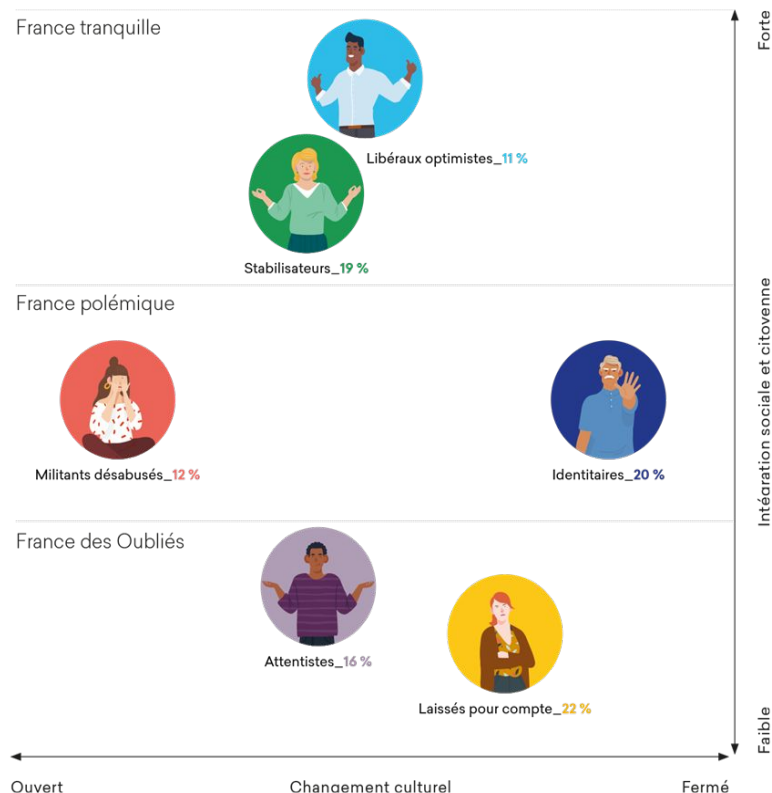 France tranquille
Forte
Libéraux optimistes_11 %
Stabilisateurs_19 %
France polémique
Intégration sociale et citoyenne
Militants désabusés_12 %
Identitaires_20 %
France des Oubliés
Attentistes_16 %
Laissés pour compte_22 %
Faible
Ouvert
Changement culturel
Fermé